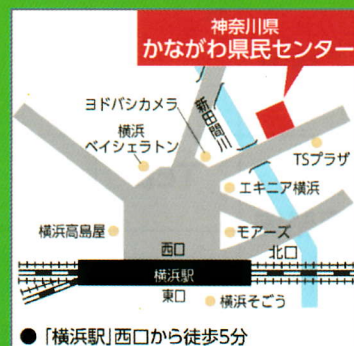 神奈川県
かながわ県民センター
ヨドバシカメラ
新田間川
横浜
ベイシェラトン
TSプラザ
エキニア横浜
横浜高島屋
モアーズ
西口
北口
横浜駅
東口
横浜そごう
●「横浜駅」西口から徒歩5分